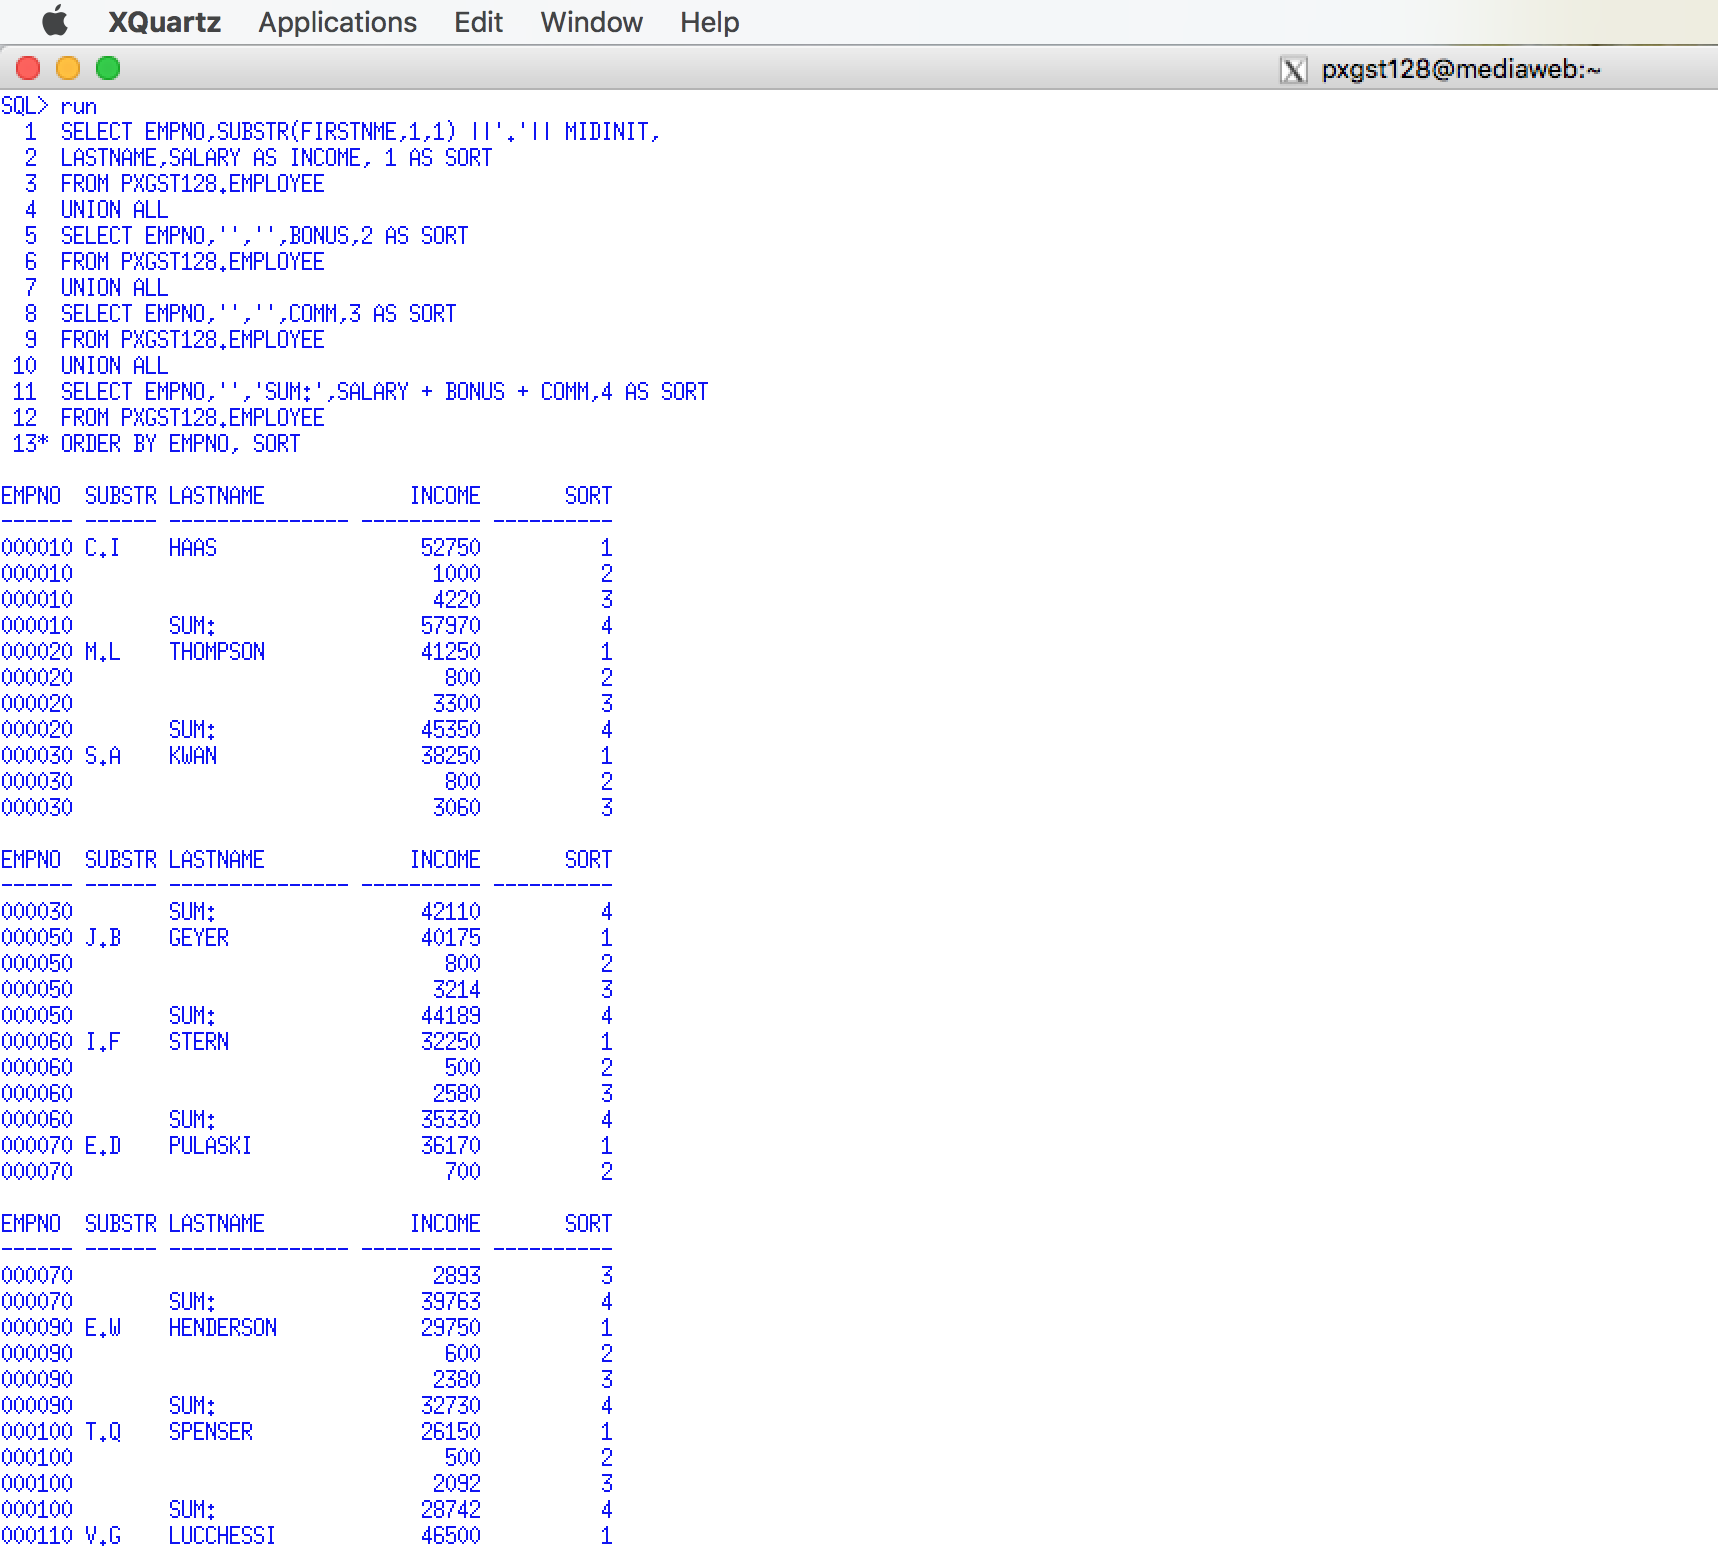 XQuartz Applications Edit Window Help
pxgst128@mediaweb:~
SQL> run
  1  SELECT EMPNO,SUBSTR(FIRSTNME,1,1) ||'.'|| MIDINIT,
  2  LASTNAME,SALARY AS INCOME, 1 AS SORT
  3  FROM PXGST128.EMPLOYEE
  4  UNION ALL
  5  SELECT EMPNO,'','',BONUS,2 AS SORT
  6  FROM PXGST128.EMPLOYEE
  7  UNION ALL
  8  SELECT EMPNO,'','',COMM,3 AS SORT
  9  FROM PXGST128.EMPLOYEE
 10  UNION ALL
 11  SELECT EMPNO,'','SUM:',SALARY + BONUS + COMM,4 AS SORT
 12  FROM PXGST128.EMPLOYEE
 13* ORDER BY EMPNO, SORT
EMPNO  SUBSTR LASTNAME            INCOME       SORT
------ ------ --------------- ---------- ----------
000010 C.I    HAAS                 52750          1
000010                              1000          2
000010                              4220          3
000010        SUM:                 57970          4
000020 M.L    THOMPSON             41250          1
000020                               800          2
000020                              3300          3
000020        SUM:                 45350          4
000030 S.A    KWAN                 38250          1
000030                               800          2
000030                              3060          3
EMPNO  SUBSTR LASTNAME            INCOME       SORT
------ ------ --------------- ---------- ----------
000030        SUM:                 42110          4
000050 J.B    GEYER                40175          1
000050                               800          2
000050                              3214          3
000050        SUM:                 44189          4
000060 I.F    STERN                32250          1
000060                               500          2
000060                              2580          3
000060        SUM:                 35330          4
000070 E.D    PULASKI              36170          1
000070                               700          2
EMPNO  SUBSTR LASTNAME            INCOME       SORT
------ ------ --------------- ---------- ----------
000070                              2893          3
000070        SUM:                 39763          4
000090 E.W    HENDERSON            29750          1
000090                               600          2
000090                              2380          3
000090        SUM:                 32730          4
000100 T.Q    SPENSER              26150          1
000100                               500          2
000100                              2092          3
000100        SUM:                 28742          4
000110 V.G    LUCCHESSI            46500          1